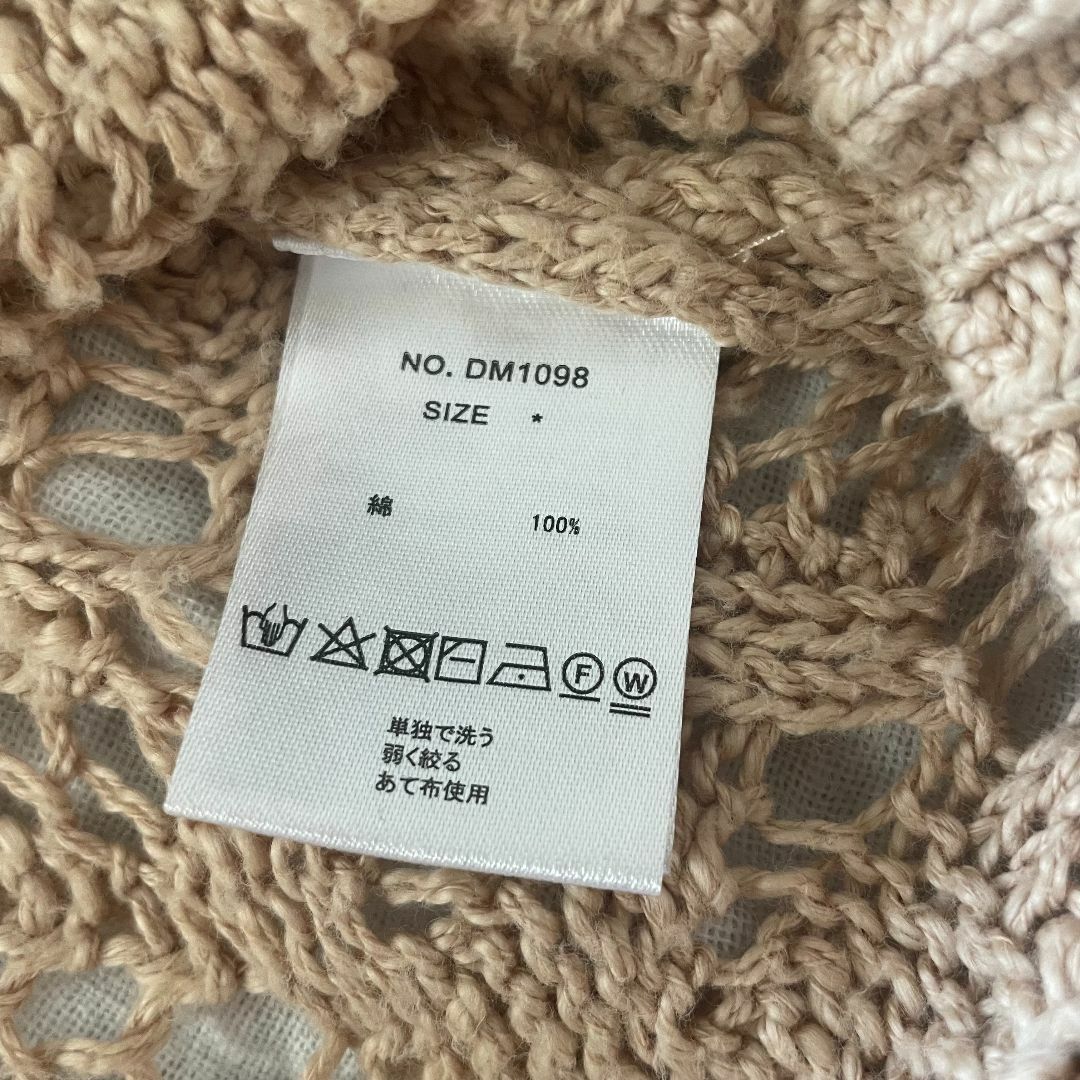 NO. DM1098
SIZE *
綿 100%
F W
単独で洗う
弱く絞る
あて布使用